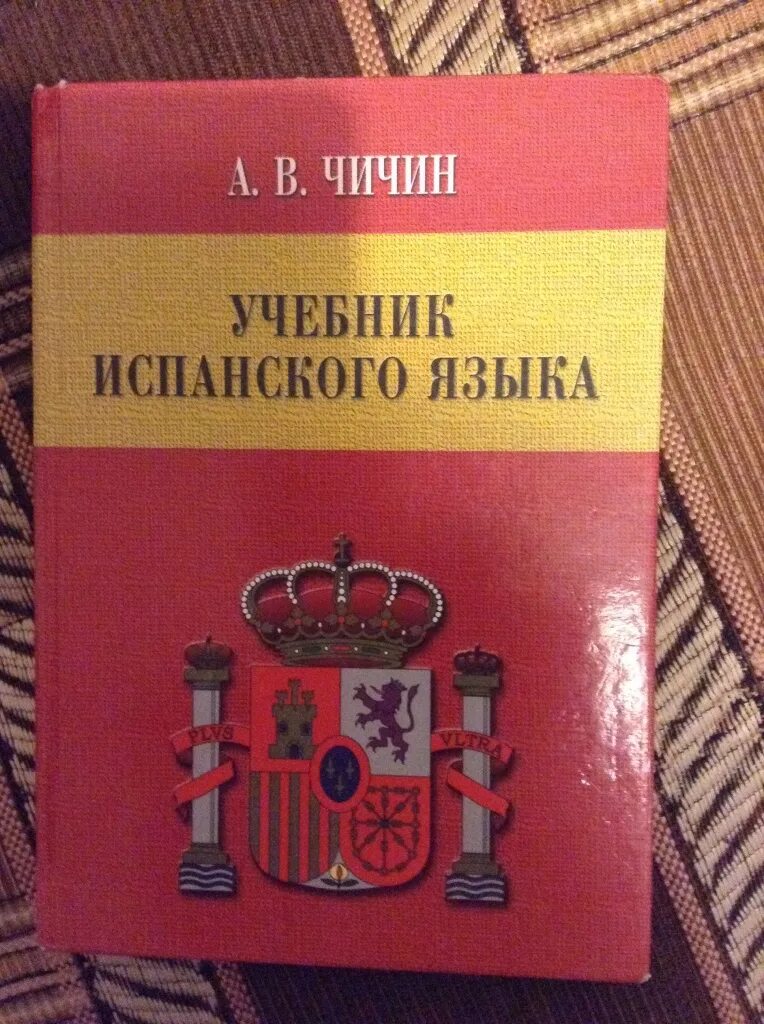 А. В. ЧИЧИН
УЧЕБНИК
ИСПАНСКОГО ЯЗЫКА
PLVS VLTRA